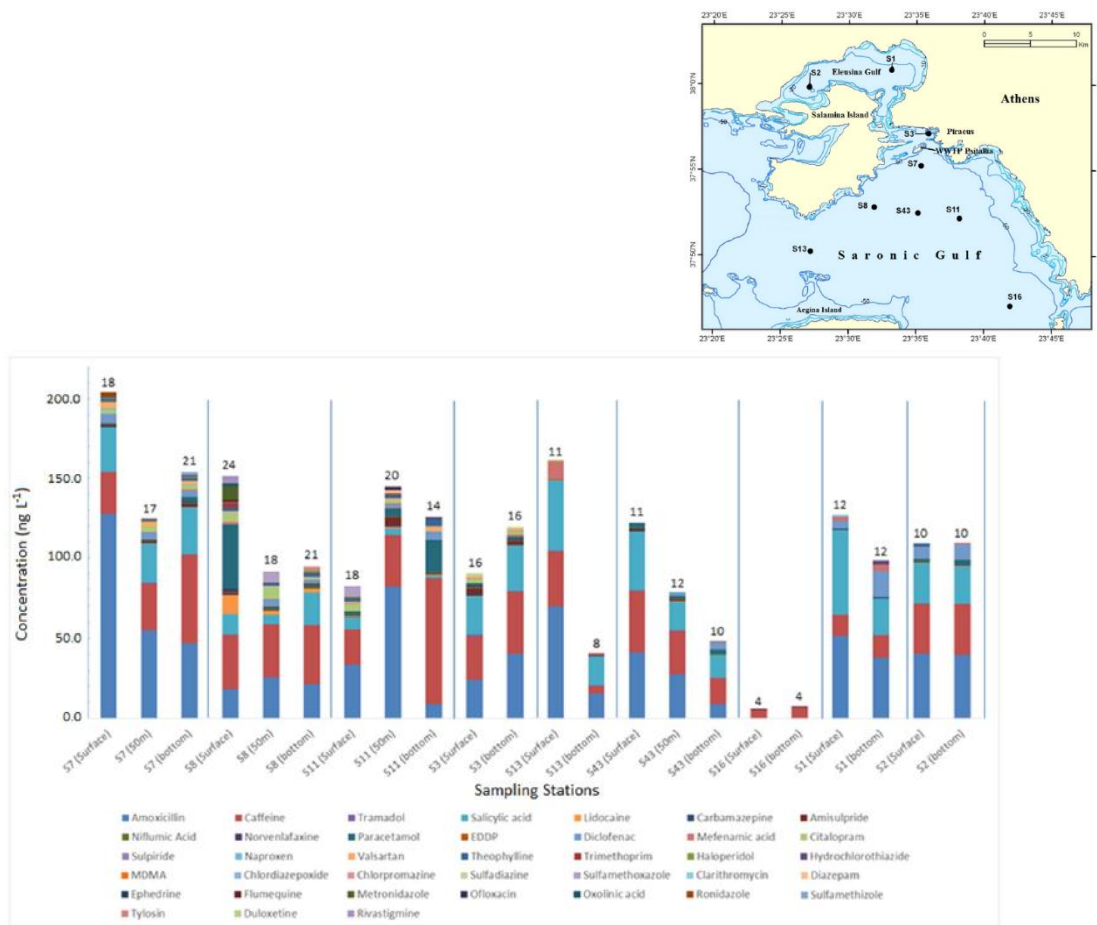 23°20'E 23°25'E 23°30'E 23°35'E 23°40'E 23°45'E
0 5 10
Km
S1
S2
Eleusina Gulf
38°0'N
Athens
Salamina Island
S3
Piraeus
WWTP Psitalia
37°55'N
S7
S8
S43
S11
S13
Saronic Gulf
37°50'N
-50
S16
Aegina Island
23°20'E 23°25'E 23°30'E 23°35'E 23°40'E 23°45'E
Concentration (ng L-1)
200.0
150.0
100.0
50.0
0.0
18 17 21 24 18 21 18 20 14 16 16 11 8 11 12 10 4 4 12 12 10 10
S7 (Surface) S7 (50m) S7 (bottom) S8 (Surface) S8 (50m) S8 (bottom) S11 (Surface) S11 (50m) S11 (bottom) S3 (Surface) S3 (bottom) S13 (Surface) S13 (bottom) S43 (Surface) S43 (50m) S43 (bottom) S16 (Surface) S16 (bottom) S1 (Surface) S1 (bottom) S2 (Surface) S2 (bottom)
Sampling Stations
Amoxicillin Caffeine Tramadol Salicylic acid Lidocaine Carbamazepine Amisulpride
Niflumic Acid Norvenlafaxine Paracetamol EDDP Diclofenac Mefenamic acid Citalopram
Sulpiride Naproxen Valsartan Theophylline Trimethoprim Haloperidol Hydrochlorothiazide
MDMA Chlordiazepoxide Chlorpromazine Sulfadiazine Sulfamethoxazole Clarithromycin Diazepam
Ephedrine Flumequine Metronidazole Ofloxacin Oxolinic acid Ronidazole Sulfamethizole
Tylosin Duloxetine Rivastigmine